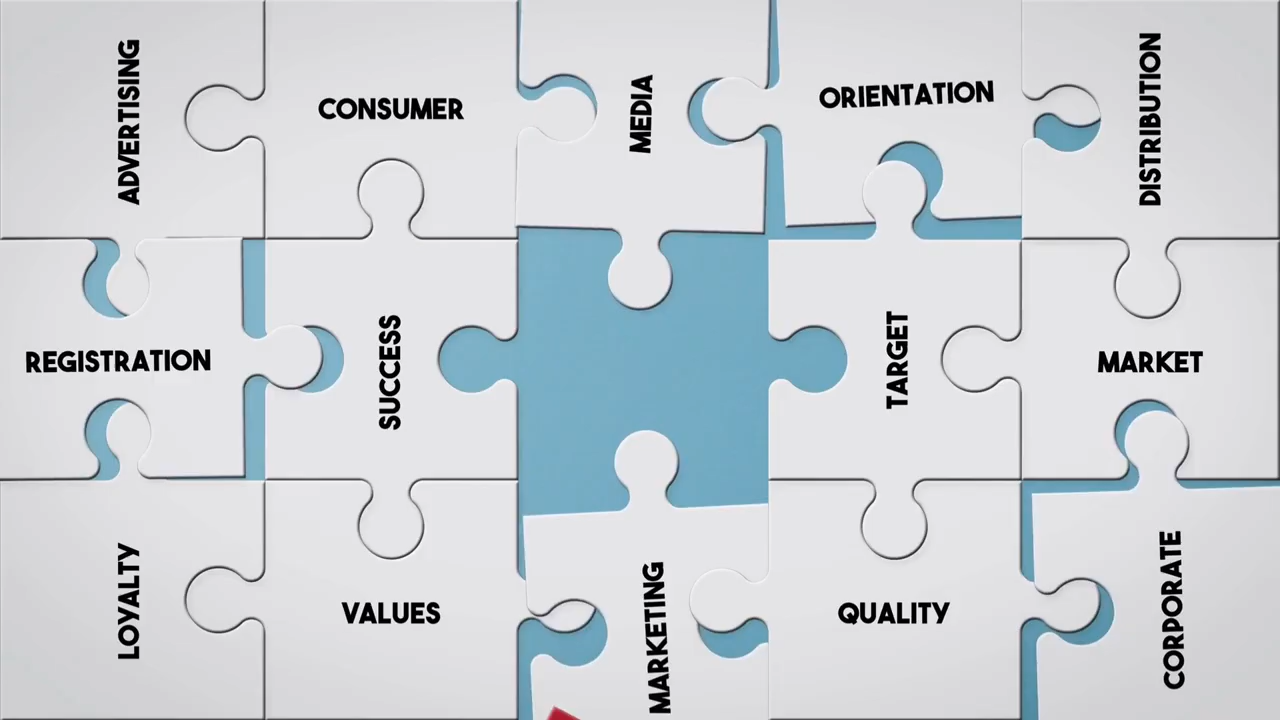 ADVERTISING
CONSUMER
MEDIA
ORIENTATION
DISTRIBUTION
REGISTRATION
SUCCESS
TARGET
MARKET
LOYALTY
VALUES
MARKETING
QUALITY
CORPORATE